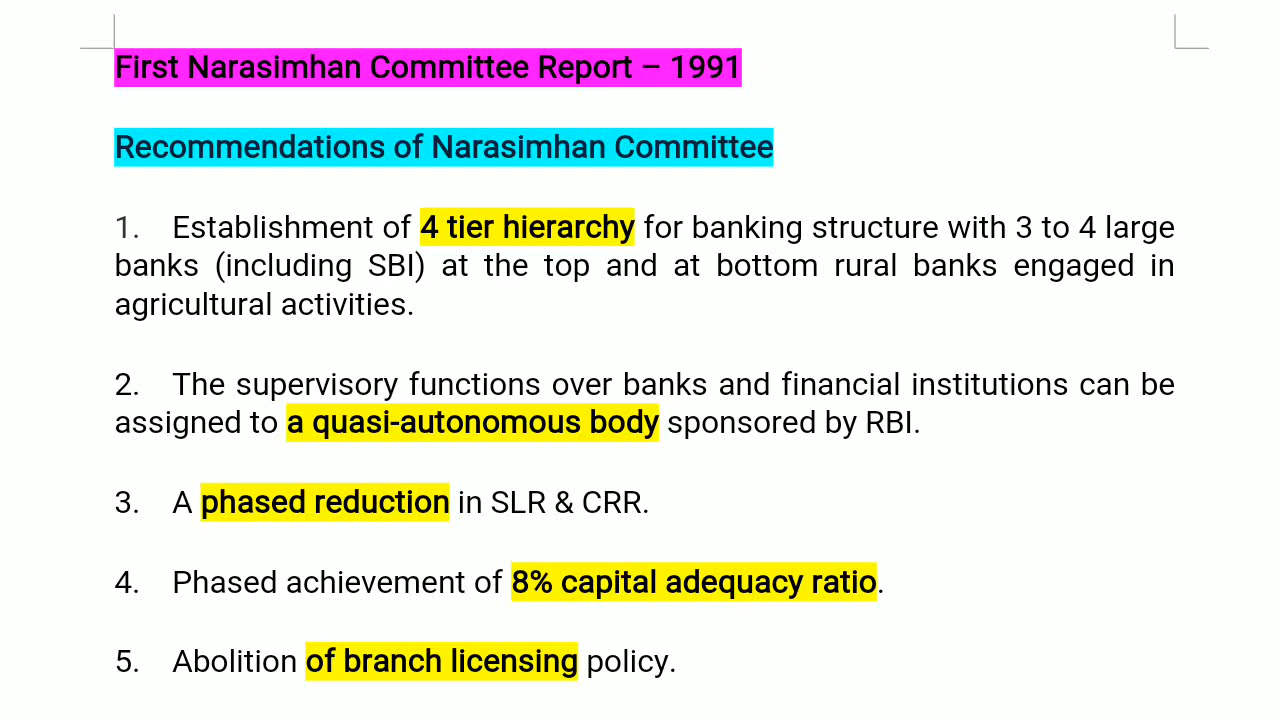 First Narasimhan Committee Report – 1991
Recommendations of Narasimhan Committee
1. Establishment of 4 tier hierarchy for banking structure with 3 to 4 large
banks (including SBI) at the top and at bottom rural banks engaged in
agricultural activities.
2. The supervisory functions over banks and financial institutions can be
assigned to a quasi-autonomous body sponsored by RBI.
3. A phased reduction in SLR & CRR.
4. Phased achievement of 8% capital adequacy ratio.
5. Abolition of branch licensing policy.